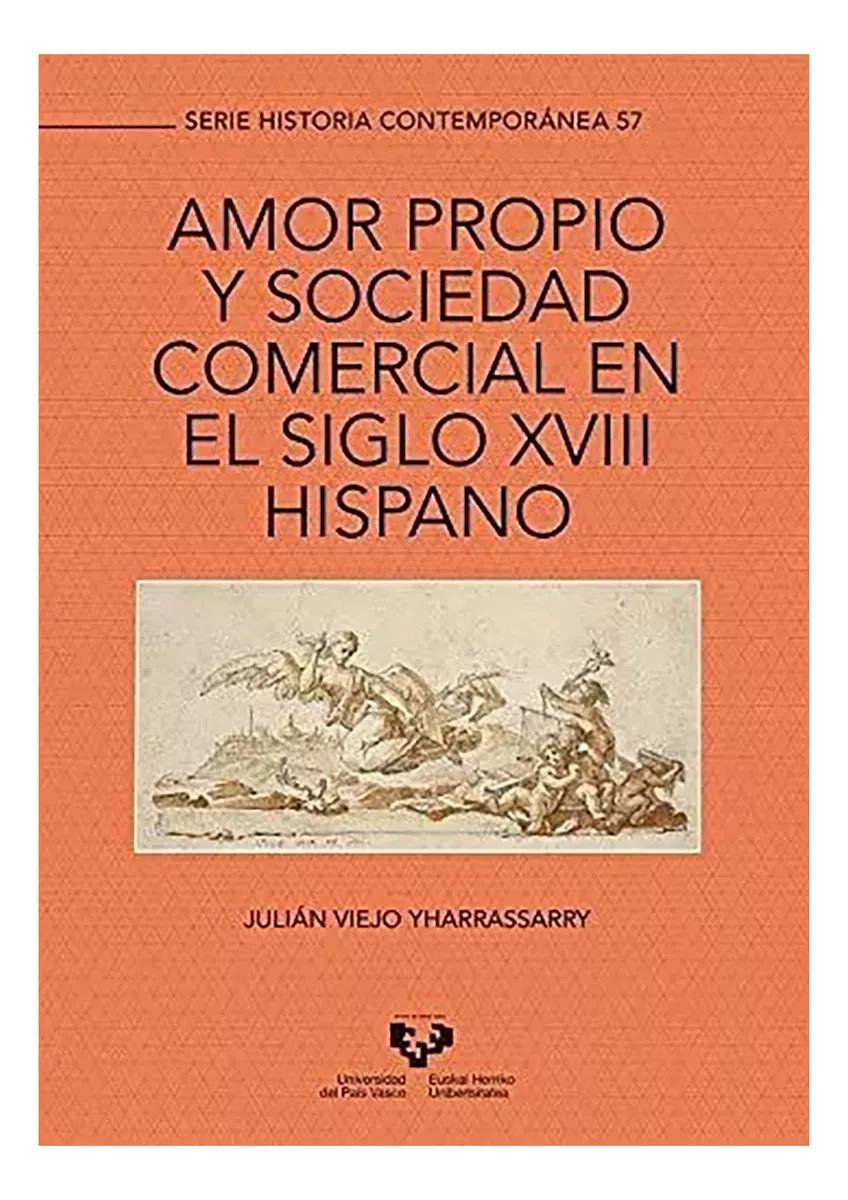 SERIE HISTORIA CONTEMPORÁNEA 57
AMOR PROPIO
Y SOCIEDAD
COMERCIAL EN
EL SIGLO XVIII
HISPANO
JULIÁN VIEJO YHARRASSARRY
Universidad
del País Vasco
Euskal Herriko
Unibertsitatea